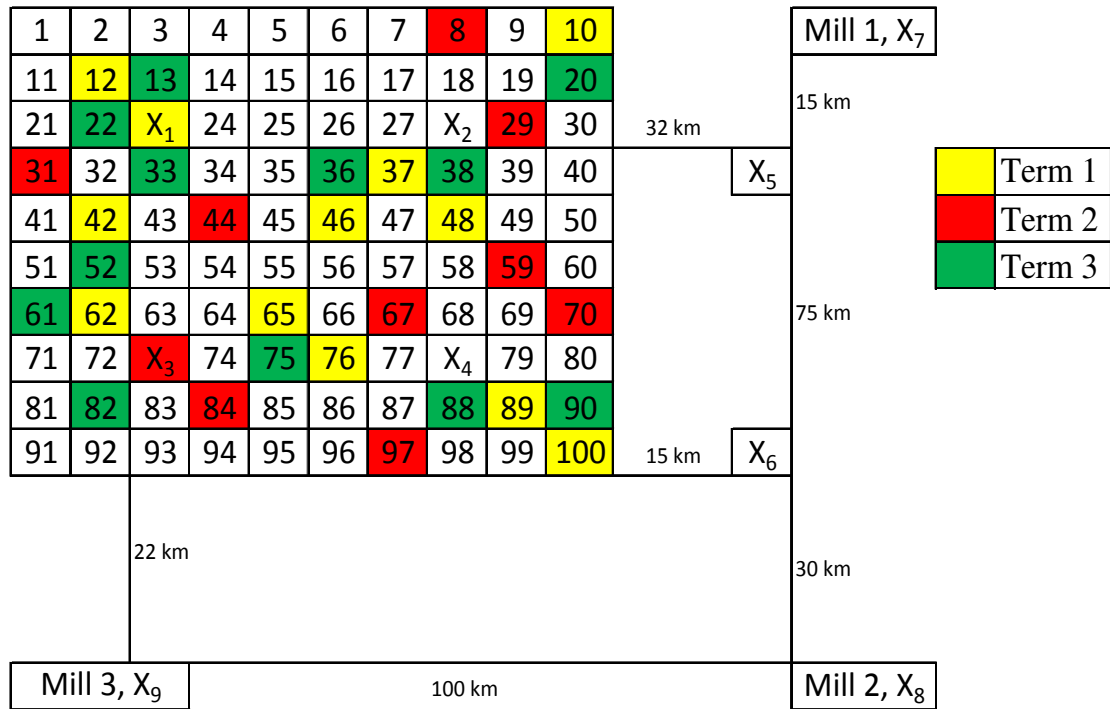 1 2 3 4 5 6 7 8 9 10 Mill 1, X₇
11 12 13 14 15 16 17 18 19 20 15 km
21 22 X₁ 24 25 26 27 X₂ 29 30 32 km
31 32 33 34 35 36 37 38 39 40 X₅ Term 1
41 42 43 44 45 46 47 48 49 50 Term 2
51 52 53 54 55 56 57 58 59 60 Term 3
61 62 63 64 65 66 67 68 69 70 75 km
71 72 X₃ 74 75 76 77 X₄ 79 80
81 82 83 84 85 86 87 88 89 90
91 92 93 94 95 96 97 98 99 100 15 km X₆
22 km
30 km
Mill 3, X₉ 100 km Mill 2, X₈